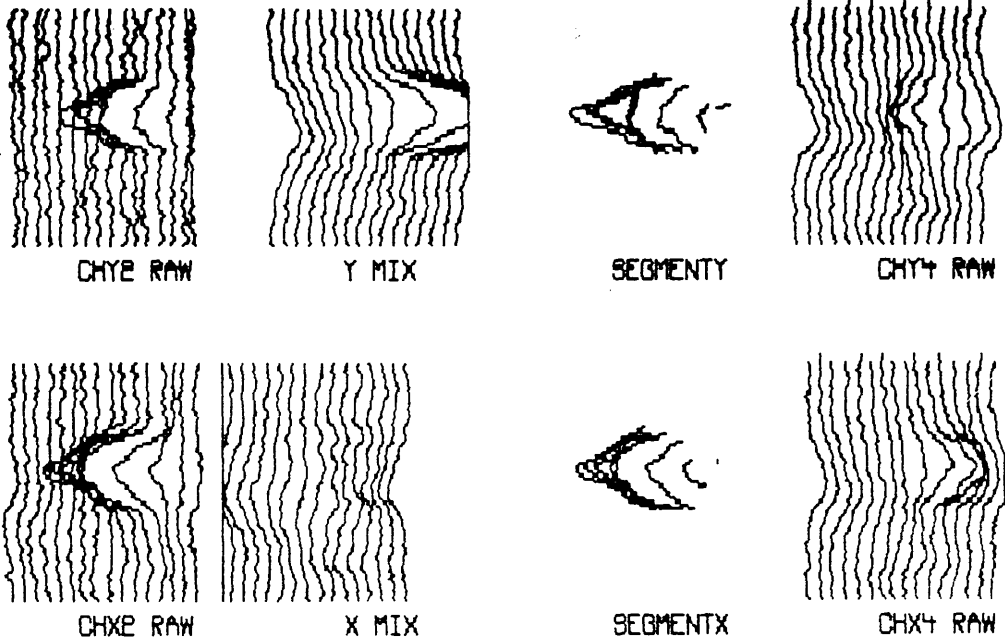 CHY2 RAW
Y MIX
SEGMENTY
CHY4 RAW
CHX2 RAW
X MIX
SEGMENTX
CHX4 RAW